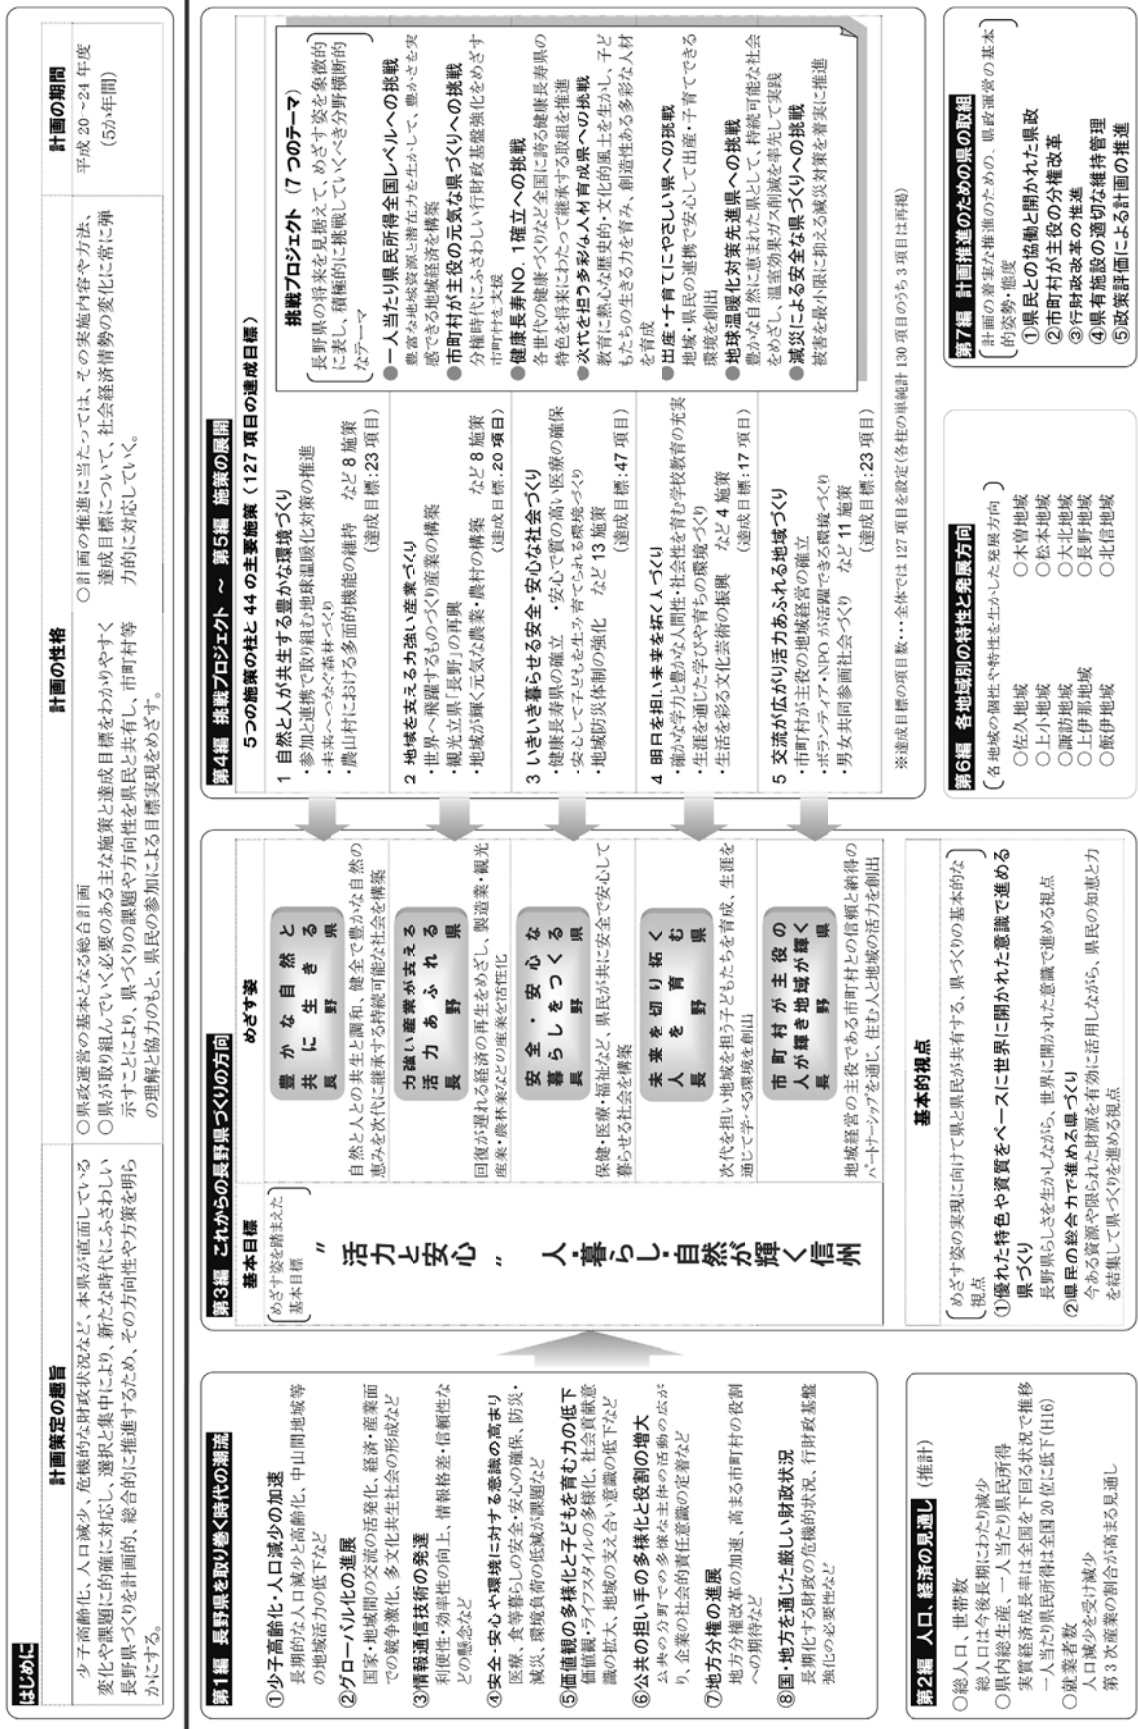 はじめに
計画策定の趣旨
少子高齢化、人口減少、危機的な財政状況など、本県が直面している
変化や課題に的確に対応し、選択と集中により、新たな時代にふさわしい
長野県づくりを計画的、総合的に推進するため、その方向性や方策を明ら
かにする。
計画の性格
○県政運営の基本となる総合計画
○県が取り組んでいく必要のある主な施策と達成目標をわかりやすく
示すことにより、県づくりの課題や方向性を県民と共有し、市町村等
の理解と協力のもと、県民の参加による目標実現をめざす。
○計画の推進に当たっては、その実施内容や方法、
達成目標について、社会経済情勢の変化に常に弾
力的に対応していく。
計画の期間
平成 20～24 年度
(5か年間)
第1編 長野県を取り巻く時代の潮流
①少子高齢化・人口減少の加速
長期的な人口減少と高齢化、中山間地域等
の地域活力の低下など
②グローバル化の進展
国家・地域間の交流の活発化、経済・産業面
での競争激化、多文化共生社会の形成など
③情報通信技術の発達
利便性・効率性の向上、情報格差・信頼性な
どの懸念など
④安全・安心や環境に対する意識の高まり
医療、食等暮らしの安全・安心の確保、防災・
減災、環境負荷の低減が課題など
⑤価値観の多様化と子どもを育む力の低下
価値観・ライフスタイルの多様化、社会貢献意
識の拡大、地域の支え合い意識の低下など
⑥公共の担い手の多様化と役割の増大
公共の分野での多様な主体の活動の広が
り、企業の社会的責任意識の定着など
⑦地方分権の進展
地方分権改革の加速、高まる市町村の役割
への期待など
⑧国・地方を通じた厳しい財政状況
長期化する財政の危機的状況、行財政基盤
強化の必要性など
第2編 人口、経済の見通し (推計)
○総人口、世帯数
総人口は今後長期にわたり減少
○県内総生産、一人当たり県民所得
実質経済成長率は全国を下回る状況で推移
一人当たり県民所得は全国 20 位に低下(H16)
○就業者数
人口減少を受け減少
第 3 次産業の割合が高まる見通し
第3編 これからの長野県づくりの方向
基本目標
めざす姿を踏まえた
基本目標
〝活力と安心〟
人・暮らし・自然が輝く信州
めざす姿
豊かな自然と
共に生きる
長野県
自然と人との共生と調和、健全で豊かな自然の
恵みを次代に継承する持続可能な社会を構築
力強い産業が支える
活力あふれる
長野県
回復が遅れる経済の再生をめざし、製造業・観光
産業・農林業などの産業を活性化
安全・安心な
暮らしをつくる
長野県
保健・医療・福祉など、県民が共に安全で安心して
暮らせる社会を構築
未来を切り拓く
人を育む
長野県
次代を担い地域を担う子どもたちを育成、生涯を
通じて学べる環境を創出
市町村が主役の
人が輝き地域が輝く
長野県
地域経営の主役である市町村との信頼と納得の
パートナーシップを通じ、住む人と地域の活力を創出
基本的視点
めざす姿の実現に向けて県と県民が共有する、県づくりの基本的な
視点
①優れた特色や資質をベースに世界に開かれた意識で進める
県づくり
長野県らしさを生かしながら、世界に開かれた意識で進める視点
②県民の総合力で進める県づくり
今ある資源や限られた財源を有効に活用しながら、県民の知恵と力
を結集して県づくりを進める視点
第4編 挑戦プロジェクト ～ 第5編 施策の展開
5つの施策の柱と 44 の主要施策 (127 項目の達成目標)
1 自然と人が共生する豊かな環境づくり
・参加と連携で取り組む地球温暖化対策の推進
・未来へつなぐ森林づくり
・農山村における多面的機能の維持 など 8 施策
(達成目標:23 項目)
2 地域を支える力強い産業づくり
・世界へ飛躍するものづくり産業の構築
・観光立県「長野」の再興
・地域が輝く元気な農業・農村の構築 など 8 施策
(達成目標:20 項目)
3 いきいき暮らせる安全・安心な社会づくり
・健康長寿県の確立 ・安心で質の高い医療の確保
・安心して子どもを生み育てられる環境づくり
・地域防災体制の強化 など 13 施策
(達成目標:47 項目)
4 明日を担い未来を拓く人づくり
・確かな学力と豊かな人間性・社会性を育む学校教育の充実
・生涯を通じた学びや育ちの環境づくり
・生活を彩る文化芸術の振興 など 4 施策
(達成目標:17 項目)
5 交流が広がり活力あふれる地域づくり
・市町村が主役の地域経営の確立
・ボランティア・NPO が活躍できる環境づくり
・男女共同参画社会づくり など 11 施策
(達成目標:23 項目)
※達成目標の項目数・・・全体では 127 項目を設定(各柱の単純計 130 項目のうち 3 項目は再掲)
挑戦プロジェクト (7 つのテーマ)
長野県の将来を見据えて、めざす姿を象徴的
に表し、積極的に挑戦していくべき分野横断的
なテーマ
●一人当たり県民所得全国レベルへの挑戦
豊富な地域資源と潜在力を生かして、豊かさを実
感できる地域経済を構築
●市町村が主役の元気な県づくりへの挑戦
分権時代にふさわしい行財政基盤強化をめざす
市町村を支援
●健康長寿NO.1確立への挑戦
各世代の健康づくりなど全国に誇る健康長寿県の
特色を将来にわたって継承する取組を推進
●次代を担う多彩な人材育成県への挑戦
教育に熱心な歴史的・文化的風土を生かし、子ど
もたちの生きる力を育み、創造性ある多彩な人材
を育成
●出産・子育てにやさしい県への挑戦
地域・県民の連携で安心して出産・子育てできる
環境を創出
●地球温暖化対策先進県への挑戦
豊かな自然に恵まれた県として、持続可能な社会
をめざし、温室効果ガス削減を率先して実践
●減災による安全な県づくりへの挑戦
被害を最小限に抑える減災対策を着実に推進
第6編 各地域別の特性と発展方向
(各地域の個性や特性を生かした発展方向)
○佐久地域 ○木曽地域
○上小地域 ○松本地域
○諏訪地域 ○大北地域
○上伊那地域 ○長野地域
○飯伊地域 ○北信地域
第7編 計画推進のための県の取組
計画の着実な推進のための、県政運営の基本
的姿勢・態度
①県民との協働と開かれた県政
②市町村が主役の分権改革
③行財政改革の推進
④県有施設の適切な維持管理
⑤政策評価による計画の推進